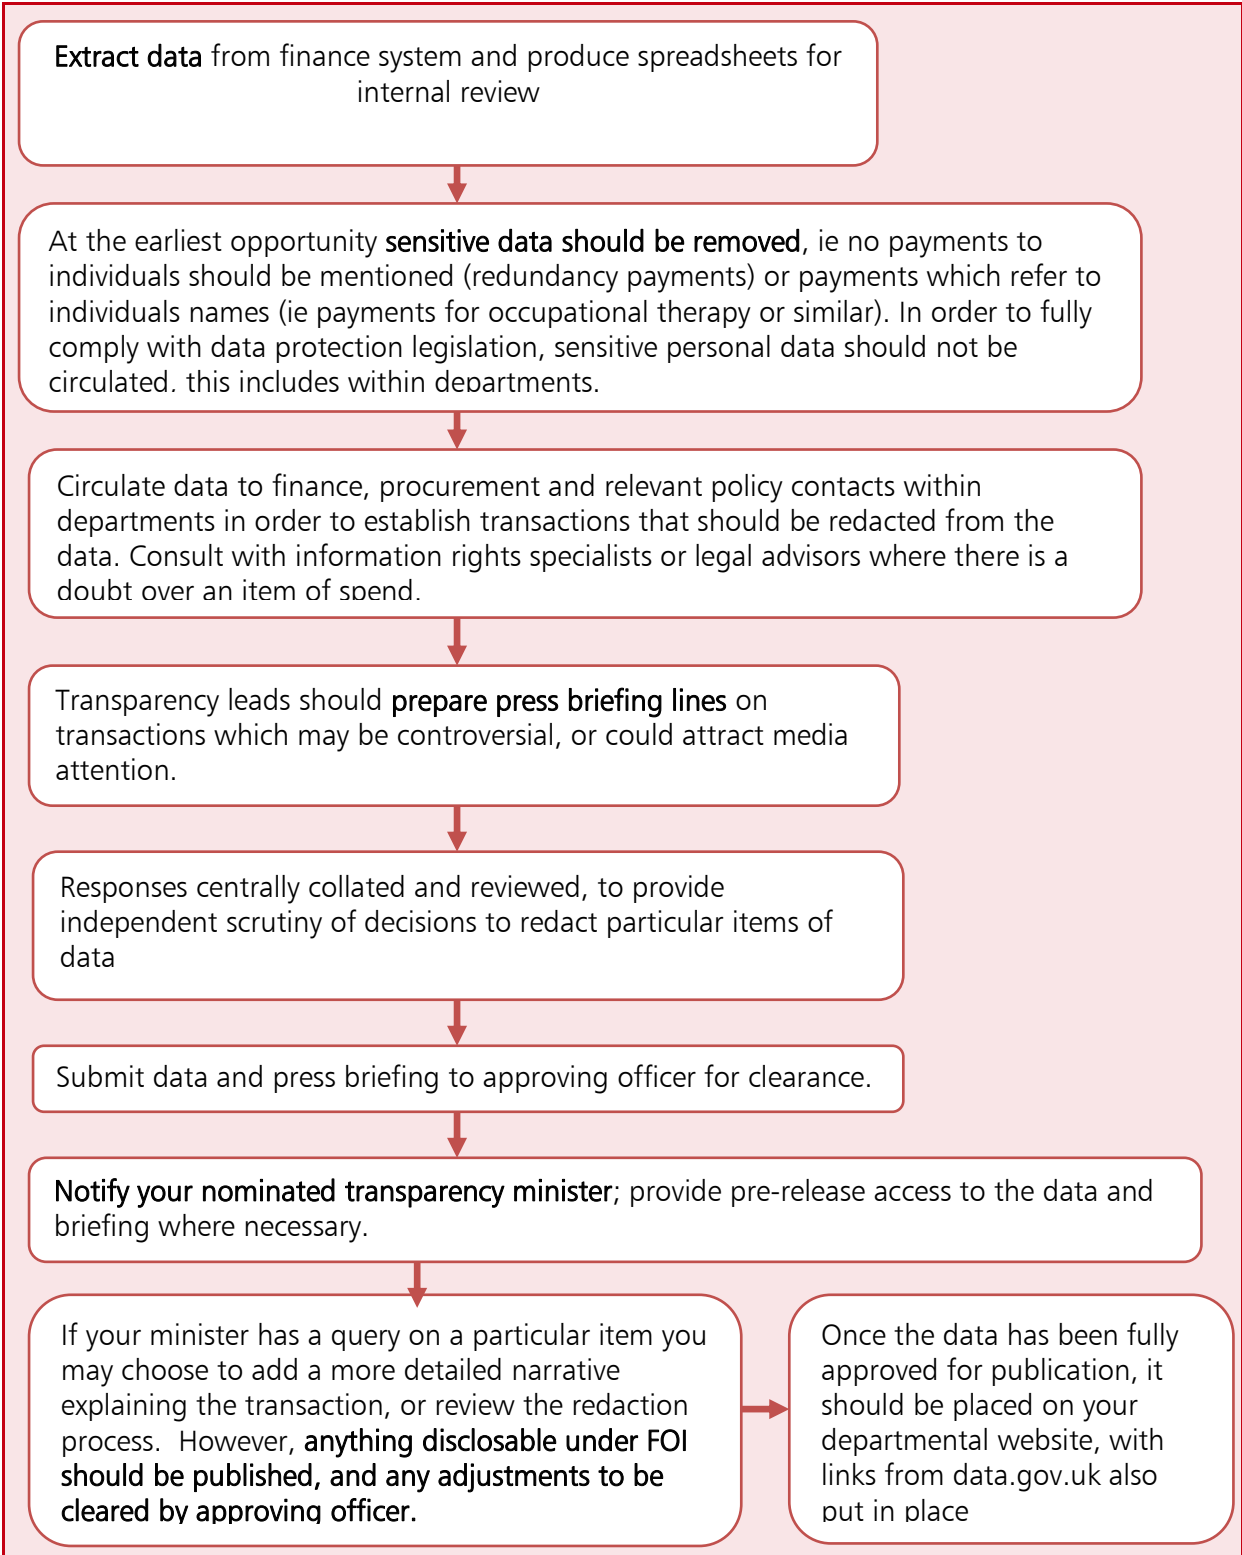 Extract data from finance system and produce spreadsheets for
internal review
At the earliest opportunity sensitive data should be removed, ie no payments to
individuals should be mentioned (redundancy payments) or payments which refer to
individuals names (ie payments for occupational therapy or similar). In order to fully
comply with data protection legislation, sensitive personal data should not be
circulated, this includes within departments.
Circulate data to finance, procurement and relevant policy contacts within
departments in order to establish transactions that should be redacted from the
data. Consult with information rights specialists or legal advisors where there is a
doubt over an item of spend.
Transparency leads should prepare press briefing lines on
transactions which may be controversial, or could attract media
attention.
Responses centrally collated and reviewed, to provide
independent scrutiny of decisions to redact particular items of
data
Submit data and press briefing to approving officer for clearance.
Notify your nominated transparency minister; provide pre-release access to the data and
briefing where necessary.
If your minister has a query on a particular item you
may choose to add a more detailed narrative
explaining the transaction, or review the redaction
process.  However, anything disclosable under FOI
should be published, and any adjustments to be
cleared by approving officer.
Once the data has been fully
approved for publication, it
should be placed on your
departmental website, with
links from data.gov.uk also
put in place